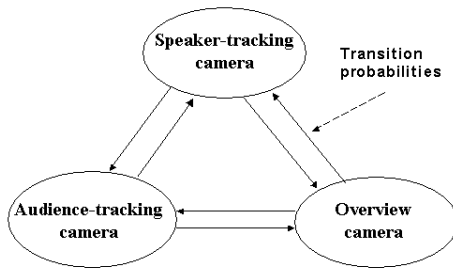 Speaker-tracking
camera
Transition
probabilities
Audience-tracking
camera
Overview
camera